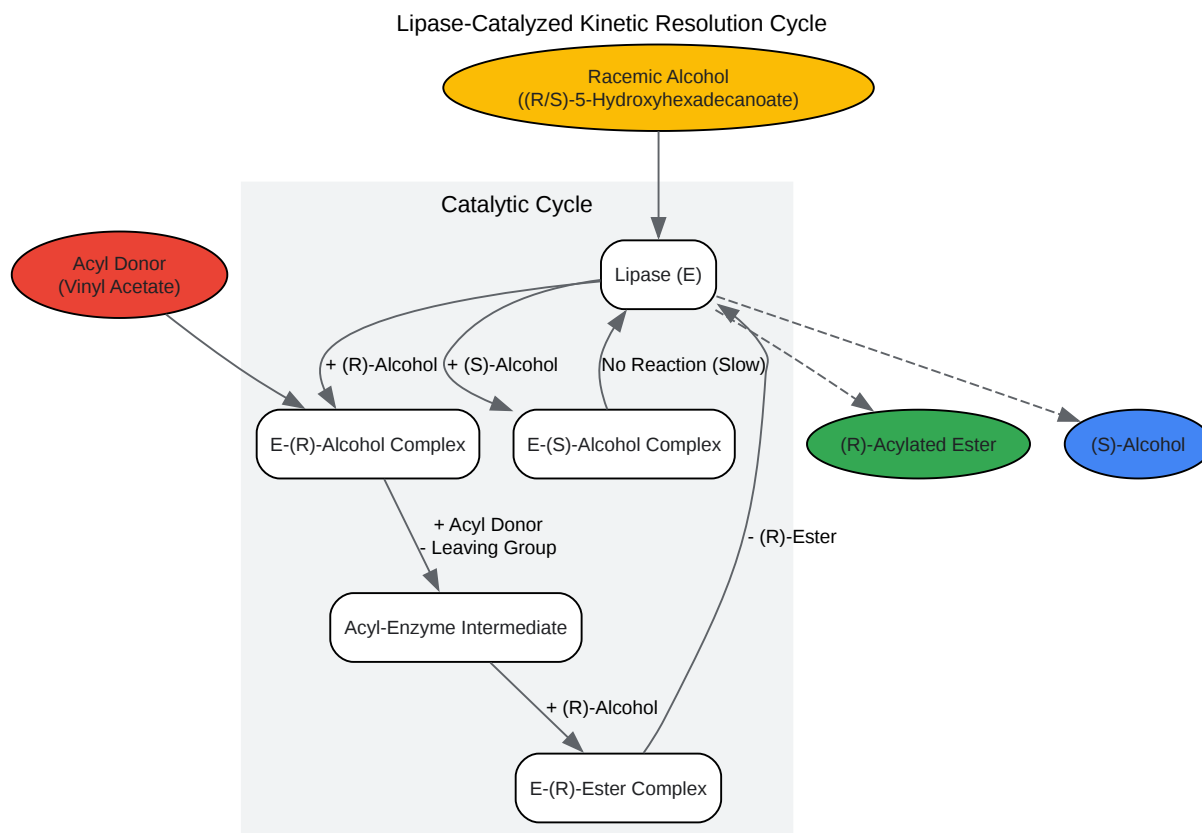 Lipase-Catalyzed Kinetic Resolution Cycle
Racemic Alcohol
((R/S)-5-Hydroxyhexadecanoate)
Catalytic Cycle
Acyl Donor
(Vinyl Acetate)
Lipase (E)
+ (R)-Alcohol
+ (S)-Alcohol
No Reaction (Slow)
E-(R)-Alcohol Complex
E-(S)-Alcohol Complex
(R)-Acylated Ester
(S)-Alcohol
+ Acyl Donor
- Leaving Group
- (R)-Ester
Acyl-Enzyme Intermediate
+ (R)-Alcohol
E-(R)-Ester Complex